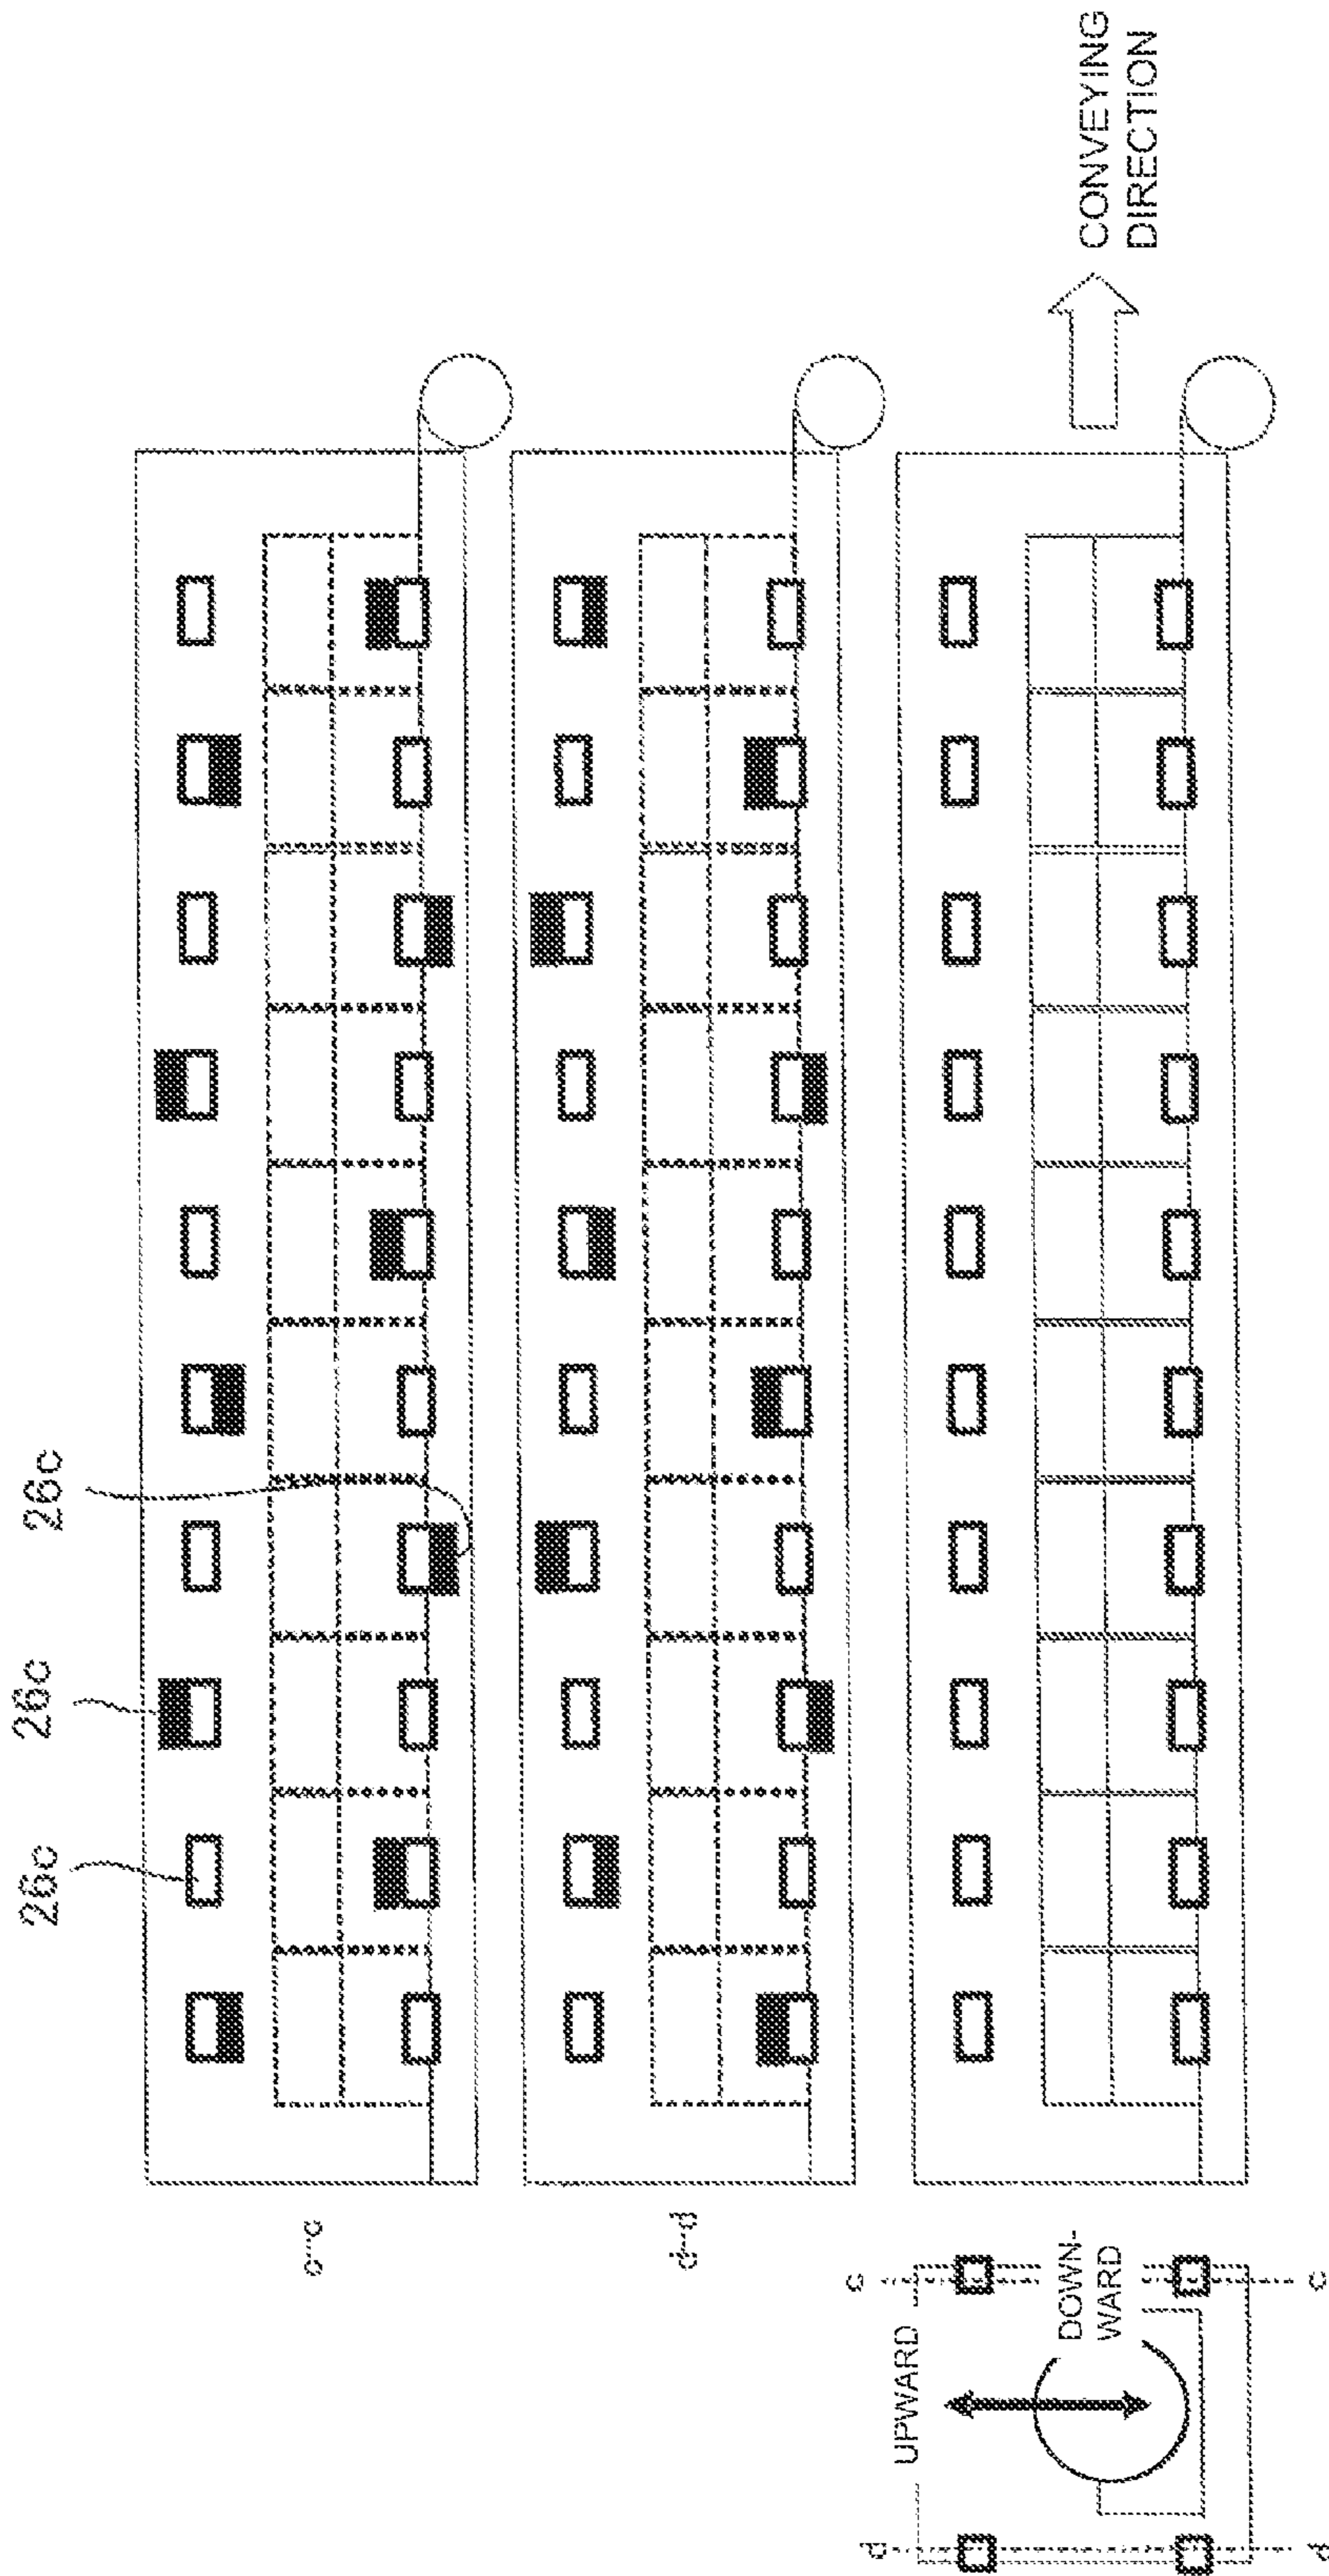 26c
26c
26c
c-c
d-d
CONVEYING
DIRECTION
UPWARD
DOWN-
WARD
c
c
d
d